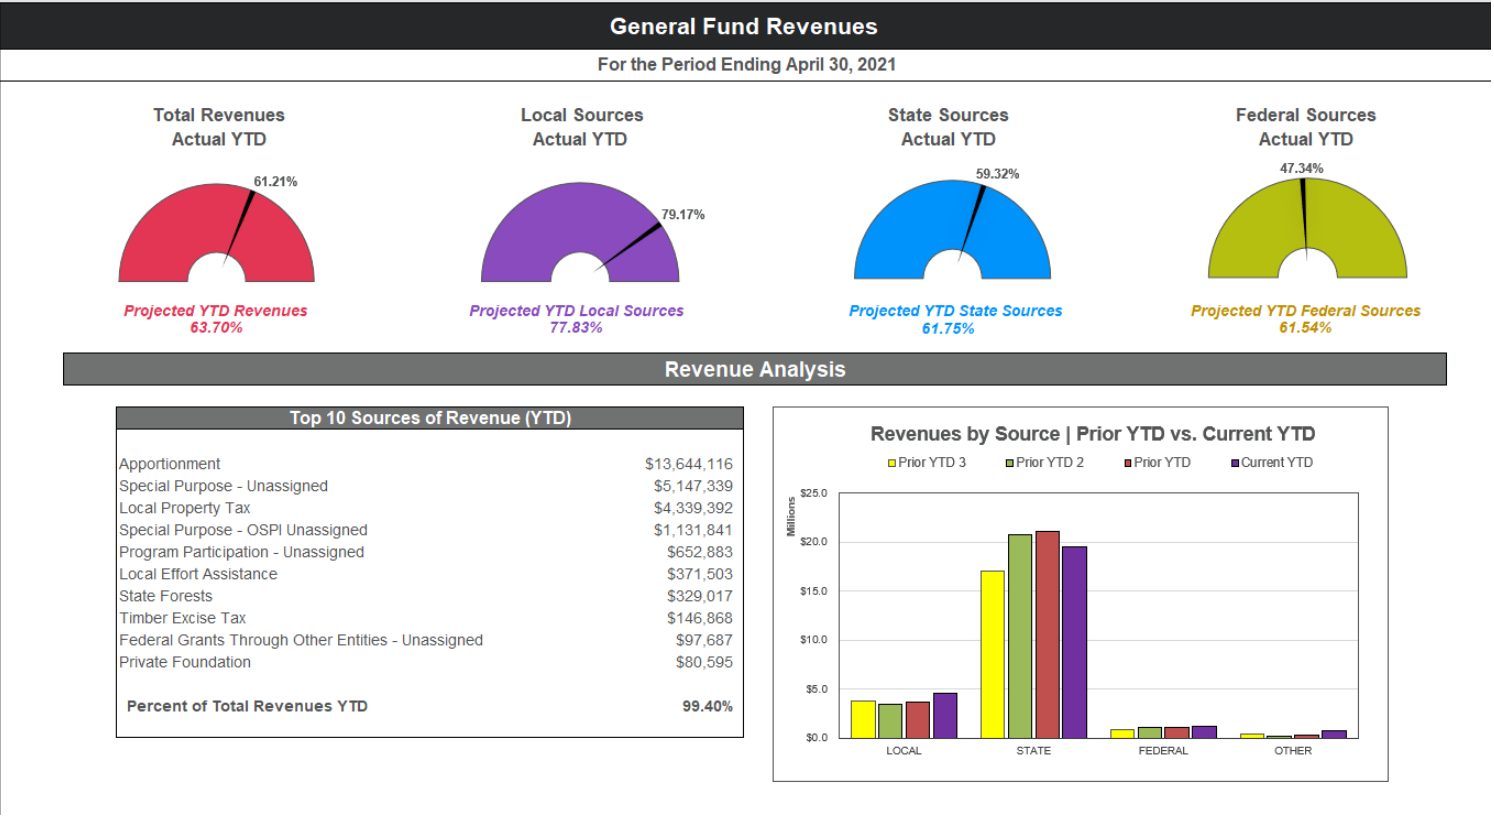 General Fund Revenues
For the Period Ending April 30, 2021
Total Revenues
Actual YTD
61.21%
Projected YTD Revenues
63.70%
Local Sources
Actual YTD
79.17%
Projected YTD Local Sources
77.83%
State Sources
Actual YTD
59.32%
Projected YTD State Sources
61.75%
Federal Sources
Actual YTD
47.34%
Projected YTD Federal Sources
61.54%
Revenue Analysis
Top 10 Sources of Revenue (YTD)
Apportionment $13,644,116
Special Purpose - Unassigned $5,147,339
Local Property Tax $4,339,392
Special Purpose - OSPI Unassigned $1,131,841
Program Participation - Unassigned $652,883
Local Effort Assistance $371,503
State Forests $329,017
Timber Excise Tax $146,868
Federal Grants Through Other Entities - Unassigned $97,687
Private Foundation $80,595
Percent of Total Revenues YTD 99.40%
Revenues by Source | Prior YTD vs. Current YTD
Prior YTD 3 Prior YTD 2 Prior YTD Current YTD
Millions
$25.0
$20.0
$15.0
$10.0
$5.0
$0.0
LOCAL STATE FEDERAL OTHER